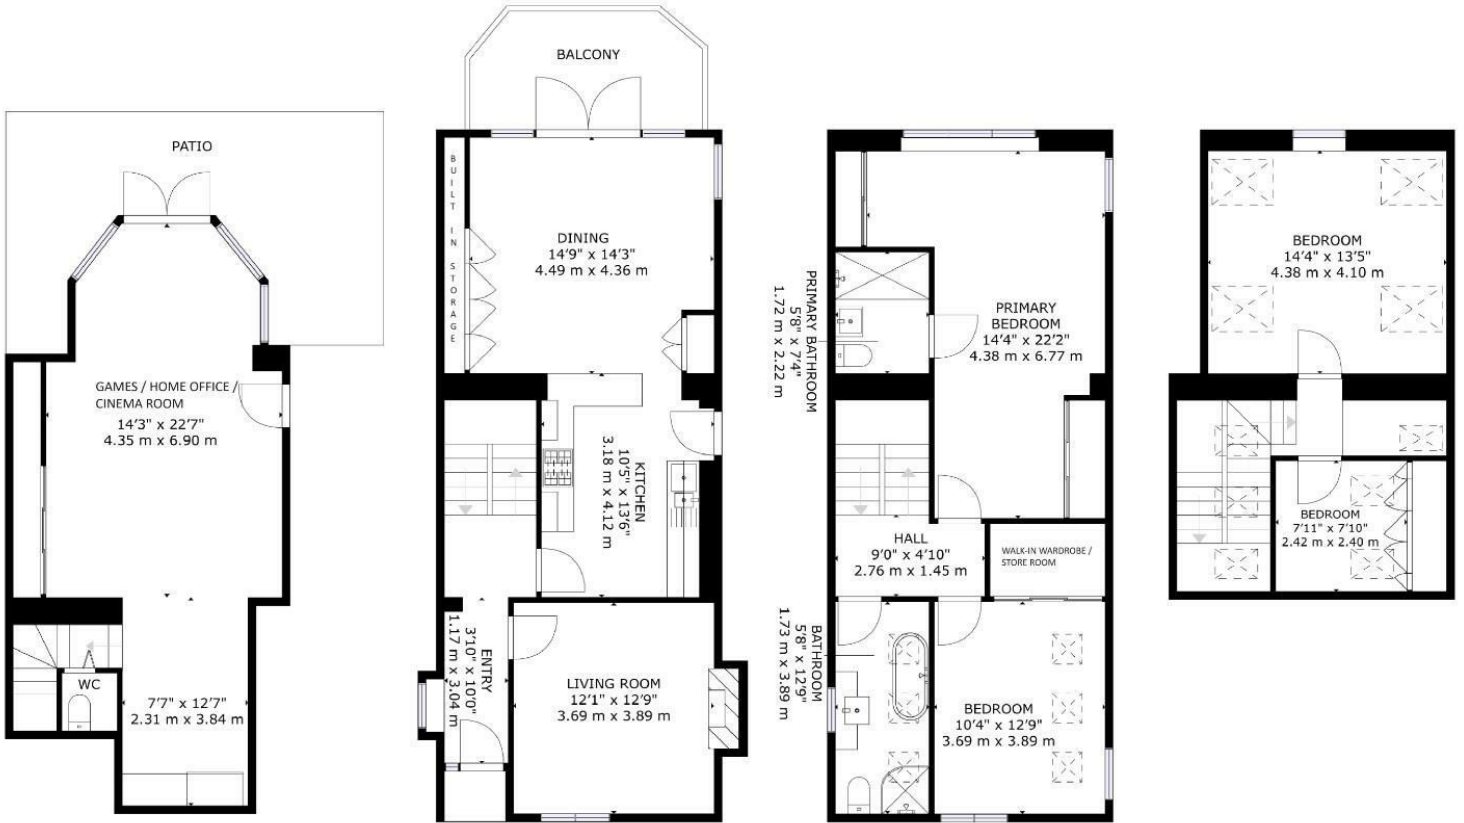 PATIO
GAMES / HOME OFFICE /
CINEMA ROOM
14'3" x 22'7"
4.35 m x 6.90 m
WC
7'7" x 12'7"
2.31 m x 3.84 m
BALCONY
BUILT IN STORAGE
DINING
14'9" x 14'3"
4.49 m x 4.36 m
KITCHEN
10'5" x 13'6"
3.18 m x 4.12 m
ENTRY
3'10" x 10'0"
1.17 m x 3.04 m
LIVING ROOM
12'1" x 12'9"
3.69 m x 3.89 m
PRIMARY BATHROOM
5'8" x 7'4"
1.72 m x 2.22 m
PRIMARY
BEDROOM
14'4" x 22'2"
4.38 m x 6.77 m
HALL
9'0" x 4'10"
2.76 m x 1.45 m
WALK-IN WARDROBE /
STORE ROOM
BATHROOM
5'8" x 12'9"
1.73 m x 3.89 m
BEDROOM
10'4" x 12'9"
3.69 m x 3.89 m
BEDROOM
14'4" x 13'5"
4.38 m x 4.10 m
BEDROOM
7'11" x 7'10"
2.42 m x 2.40 m